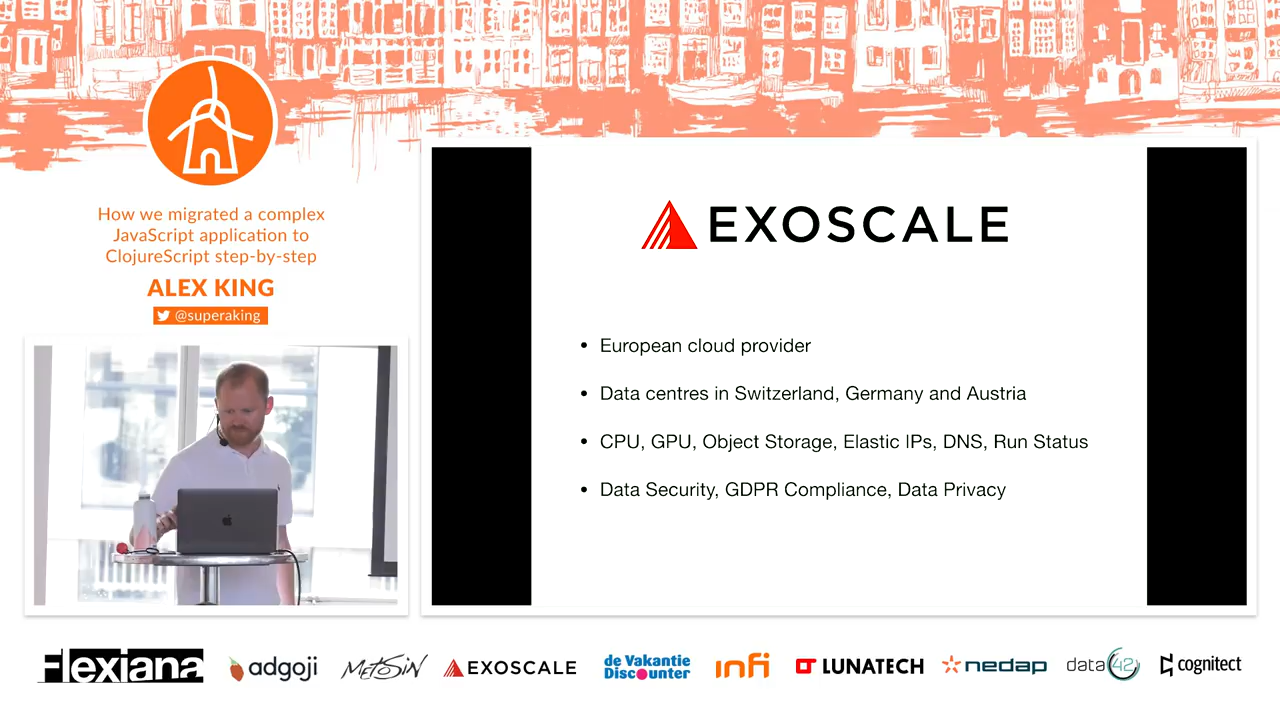 How we migrated a complex
JavaScript application to
ClojureScript step-by-step
ALEX KING
@superaking
EXOSCALE
• European cloud provider
• Data centres in Switzerland, Germany and Austria
• CPU, GPU, Object Storage, Elastic IPs, DNS, Run Status
• Data Security, GDPR Compliance, Data Privacy
Flexiana adgoji METOSIN EXOSCALE de Vakantie Discounter infi LUNATECH nedap data42 cognitect